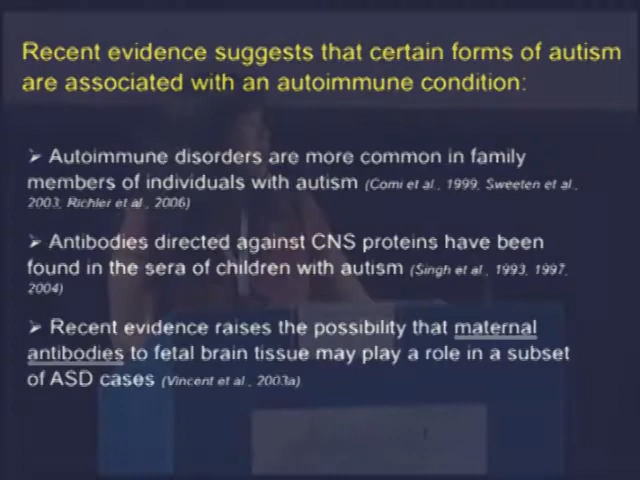 Recent evidence suggests that certain forms of autism
are associated with an autoimmune condition:
➢ Autoimmune disorders are more common in family
members of individuals with autism (Comi et al., 1999, Sweeten et al.,
2003, Richler et al., 2006)
➢ Antibodies directed against CNS proteins have been
found in the sera of children with autism (Singh et al., 1993, 1997,
2004)
➢ Recent evidence raises the possibility that maternal
antibodies to fetal brain tissue may play a role in a subset
of ASD cases (Vincent et al., 2003a)